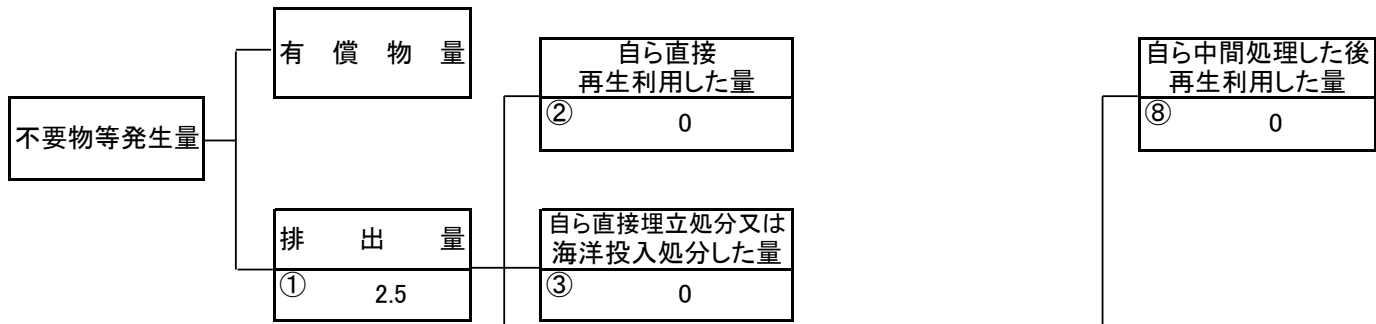 不要物等発生量
有償物量
排出量
① 2.5
自ら直接
再生利用した量
② 0
自ら直接埋立処分又は
海洋投入処分した量
③ 0
自ら中間処理した後
再生利用した量
⑧ 0